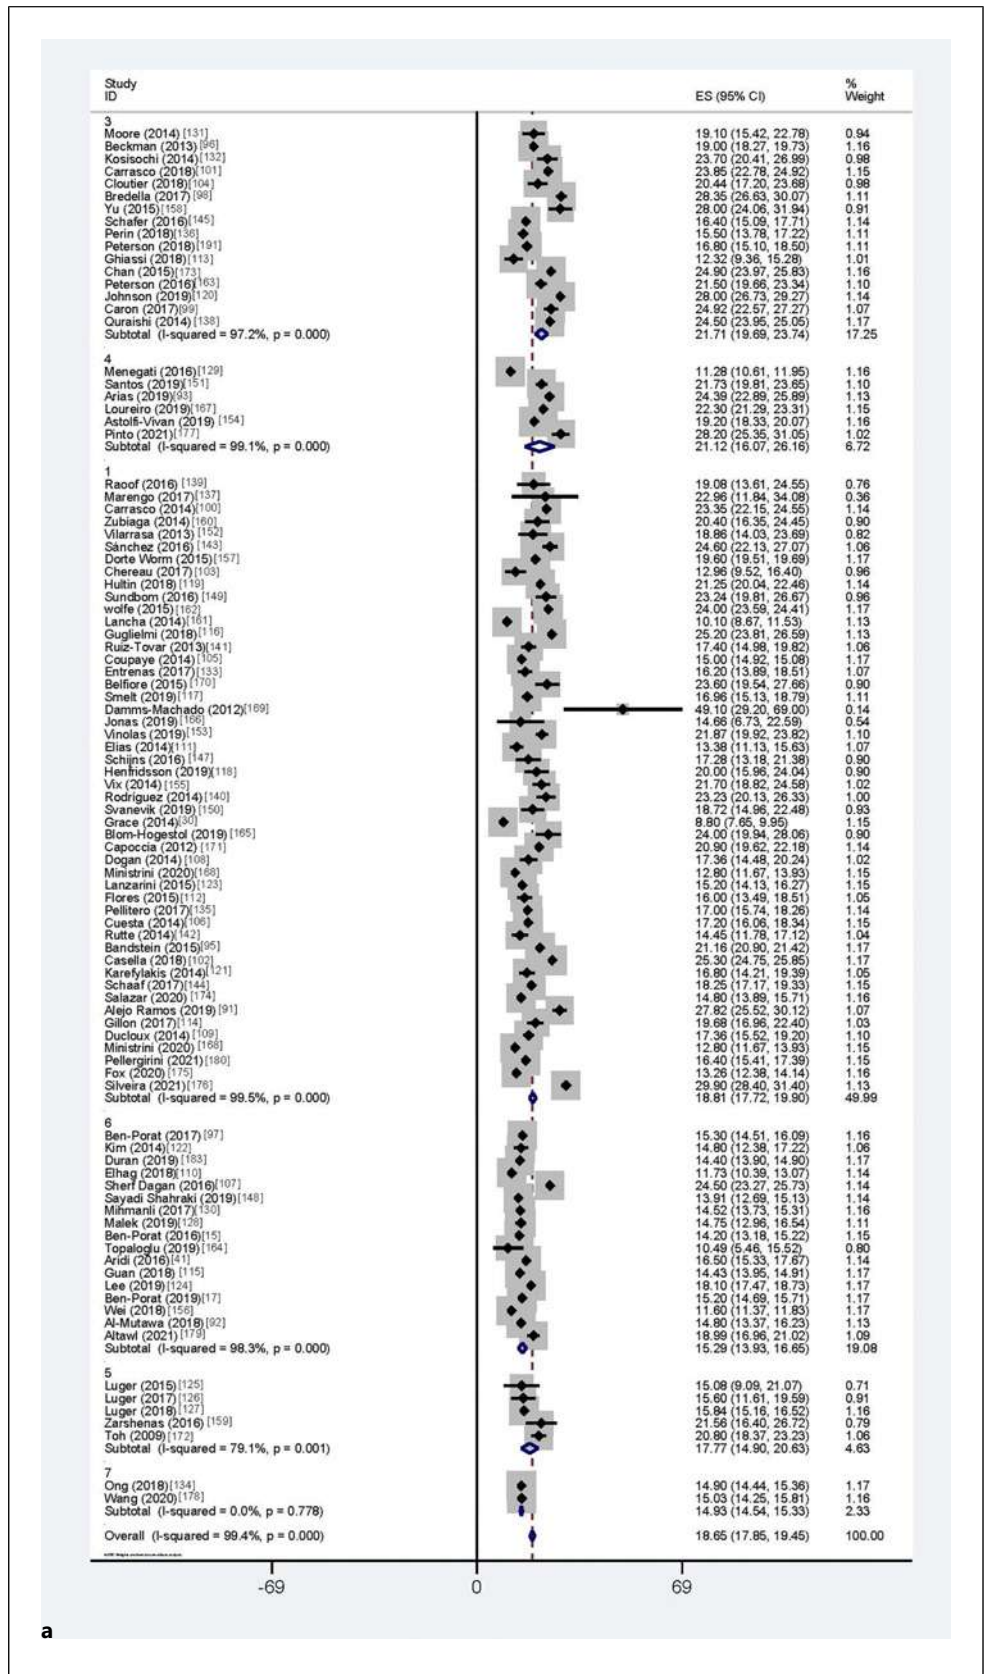 Study
ID ES (95% CI) % Weight
3
Moore (2014) [131] 19.10 (15.42, 22.78) 0.94
Beckman (2013) [96] 19.00 (18.27, 19.73) 1.16
Kosisochi (2014) [132] 23.70 (20.41, 26.99) 0.98
Carrasco (2018) [101] 23.85 (22.78, 24.92) 1.15
Cloutier (2018) [104] 20.44 (17.20, 23.68) 0.98
Bredella (2017) [98] 28.35 (26.63, 30.07) 1.11
Yu (2015) [158] 28.00 (24.06, 31.94) 0.91
Schafer (2016) [145] 16.40 (15.09, 17.71) 1.14
Perin (2018) [136] 15.50 (13.78, 17.22) 1.11
Peterson (2018) [191] 16.80 (15.10, 18.50) 1.11
Ghiassi (2018) [113] 12.32 (9.36, 15.28) 1.01
Chan (2015) [173] 24.90 (23.97, 25.83) 1.16
Peterson (2016) [163] 21.50 (19.66, 23.34) 1.10
Johnson (2019) [120] 28.00 (26.73, 29.27) 1.14
Caron (2017) [99] 24.92 (22.57, 27.27) 1.07
Quraishi (2014) [138] 24.50 (23.95, 25.05) 1.17
Subtotal (I-squared = 97.2%, p = 0.000) 21.71 (19.69, 23.74) 17.25
4
Menegati (2016) [129] 11.28 (10.61, 11.95) 1.16
Santos (2019) [151] 21.73 (19.81, 23.65) 1.10
Arias (2019) [93] 24.39 (22.89, 25.89) 1.13
Loureiro (2019) [167] 22.30 (21.29, 23.31) 1.15
Astolfi-Vivan (2019) [154] 19.20 (18.33, 20.07) 1.16
Pinto (2021) [177] 28.20 (25.35, 31.05) 1.02
Subtotal (I-squared = 99.1%, p = 0.000) 21.12 (16.07, 26.16) 6.72
1
Raoof (2016) [139] 19.08 (13.61, 24.55) 0.76
Marengo (2017) [137] 22.96 (11.84, 34.08) 0.36
Carrasco (2014) [100] 23.35 (22.15, 24.55) 1.14
Zubiaga (2014) [160] 20.40 (16.35, 24.45) 0.90
Vilarrasa (2013) [152] 18.86 (14.03, 23.69) 0.82
Sánchez (2016) [143] 24.60 (22.13, 27.07) 1.06
Dorte Worm (2015) [157] 19.60 (19.51, 19.69) 1.17
Chereau (2017) [103] 12.96 (9.52, 16.40) 0.96
Hultin (2018) [119] 21.25 (20.04, 22.46) 1.14
Sundbom (2016) [149] 23.24 (19.81, 26.67) 0.96
wolfe (2015) [162] 24.00 (23.59, 24.41) 1.17
Lancha (2014) [161] 10.10 (8.67, 11.53) 1.13
Guglielmi (2018) [116] 25.20 (23.81, 26.59) 1.13
Ruiz-Tovar (2013) [141] 17.40 (14.98, 19.82) 1.06
Coupaye (2014) [105] 15.00 (14.92, 15.08) 1.17
Entrenas (2017) [133] 16.20 (13.89, 18.51) 1.07
Belfiore (2015) [170] 23.60 (19.54, 27.66) 0.90
Smelt (2019) [117] 16.96 (15.13, 18.79) 1.11
Damms-Machado (2012) [169] 49.10 (29.20, 69.00) 0.14
Jonas (2019) [166] 14.66 (6.73, 22.59) 0.54
Vinolas (2019) [153] 21.87 (19.92, 23.82) 1.10
Elias (2014) [111] 13.38 (11.13, 15.63) 1.07
Schijns (2016) [147] 17.28 (13.18, 21.38) 0.90
Henfridsson (2019) [118] 20.00 (15.96, 24.04) 0.90
Vix (2014) [155] 21.70 (18.82, 24.58) 1.02
Rodríguez (2014) [140] 23.23 (20.13, 26.33) 1.00
Svanevik (2019) [150] 18.72 (14.96, 22.48) 0.93
Grace (2014) [30] 8.80 (7.65, 9.95) 1.15
Blom-Hogestol (2019) [165] 24.00 (19.94, 28.06) 0.90
Capoccia (2012) [171] 20.90 (19.62, 22.18) 1.14
Dogan (2014) [108] 17.36 (14.48, 20.24) 1.02
Ministrini (2020) [168] 12.80 (11.67, 13.93) 1.15
Lanzarini (2015) [123] 15.20 (14.13, 16.27) 1.15
Flores (2015) [112] 16.00 (13.49, 18.51) 1.05
Pellitero (2017) [135] 17.00 (15.74, 18.26) 1.14
Cuesta (2014) [106] 17.20 (16.06, 18.34) 1.15
Rutte (2014) [142] 14.45 (11.78, 17.12) 1.04
Bandstein (2015) [95] 21.16 (20.90, 21.42) 1.17
Casella (2018) [102] 25.30 (24.75, 25.85) 1.17
Karefylakis (2014) [121] 16.80 (14.21, 19.39) 1.05
Schaaf (2017) [144] 18.25 (17.17, 19.33) 1.15
Salazar (2020) [174] 14.80 (13.89, 15.71) 1.16
Alejo Ramos (2019) [91] 27.82 (25.52, 30.12) 1.07
Gillon (2017) [114] 19.68 (16.96, 22.40) 1.03
Ducloux (2014) [109] 17.36 (15.52, 19.20) 1.10
Ministrini (2020) [168] 12.80 (11.67, 13.93) 1.15
Pellergirini (2021) [180] 16.40 (15.41, 17.39) 1.15
Fox (2020) [175] 13.26 (12.38, 14.14) 1.16
Silveira (2021) [176] 29.90 (28.40, 31.40) 1.13
Subtotal (I-squared = 99.5%, p = 0.000) 18.81 (17.72, 19.90) 49.99
6
Ben-Porat (2017) [97] 15.30 (14.51, 16.09) 1.16
Kim (2014) [122] 14.80 (12.38, 17.22) 1.06
Duran (2019) [183] 14.40 (13.90, 14.90) 1.17
Elhag (2018) [110] 11.73 (10.39, 13.07) 1.14
Sherf Dagan (2016) [107] 24.50 (23.27, 25.73) 1.14
Sayadi Shahraki (2019) [148] 13.91 (12.69, 15.13) 1.14
Mihmanli (2017) [130] 14.52 (13.73, 15.31) 1.16
Malek (2019) [128] 14.75 (12.96, 16.54) 1.11
Ben-Porat (2016) [15] 14.20 (13.18, 15.22) 1.15
Topaloglu (2019) [164] 10.49 (5.46, 15.52) 0.80
Aridi (2016) [41] 16.50 (15.33, 17.67) 1.14
Guan (2018) [115] 14.43 (13.95, 14.91) 1.17
Lee (2019) [124] 18.10 (17.47, 18.73) 1.17
Ben-Porat (2019) [17] 15.20 (14.69, 15.71) 1.17
Wei (2018) [156] 11.60 (11.37, 11.83) 1.17
Al-Mutawa (2018) [92] 14.80 (13.37, 16.23) 1.13
Altawl (2021) [179] 18.99 (16.96, 21.02) 1.09
Subtotal (I-squared = 98.3%, p = 0.000) 15.29 (13.93, 16.65) 19.08
5
Luger (2015) [125] 15.08 (9.09, 21.07) 0.71
Luger (2017) [126] 15.60 (11.61, 19.59) 0.91
Luger (2018) [127] 15.84 (15.16, 16.52) 1.16
Zarshenas (2016) [159] 21.56 (16.40, 26.72) 0.79
Toh (2009) [172] 20.80 (18.37, 23.23) 1.06
Subtotal (I-squared = 79.1%, p = 0.001) 17.77 (14.90, 20.63) 4.63
7
Ong (2018) [134] 14.90 (14.44, 15.36) 1.17
Wang (2020) [178] 15.03 (14.25, 15.81) 1.16
Subtotal (I-squared = 0.0%, p = 0.778) 14.93 (14.54, 15.33) 2.33
Overall (I-squared = 99.4%, p = 0.000) 18.65 (17.85, 19.45) 100.00
-69 0 69
a